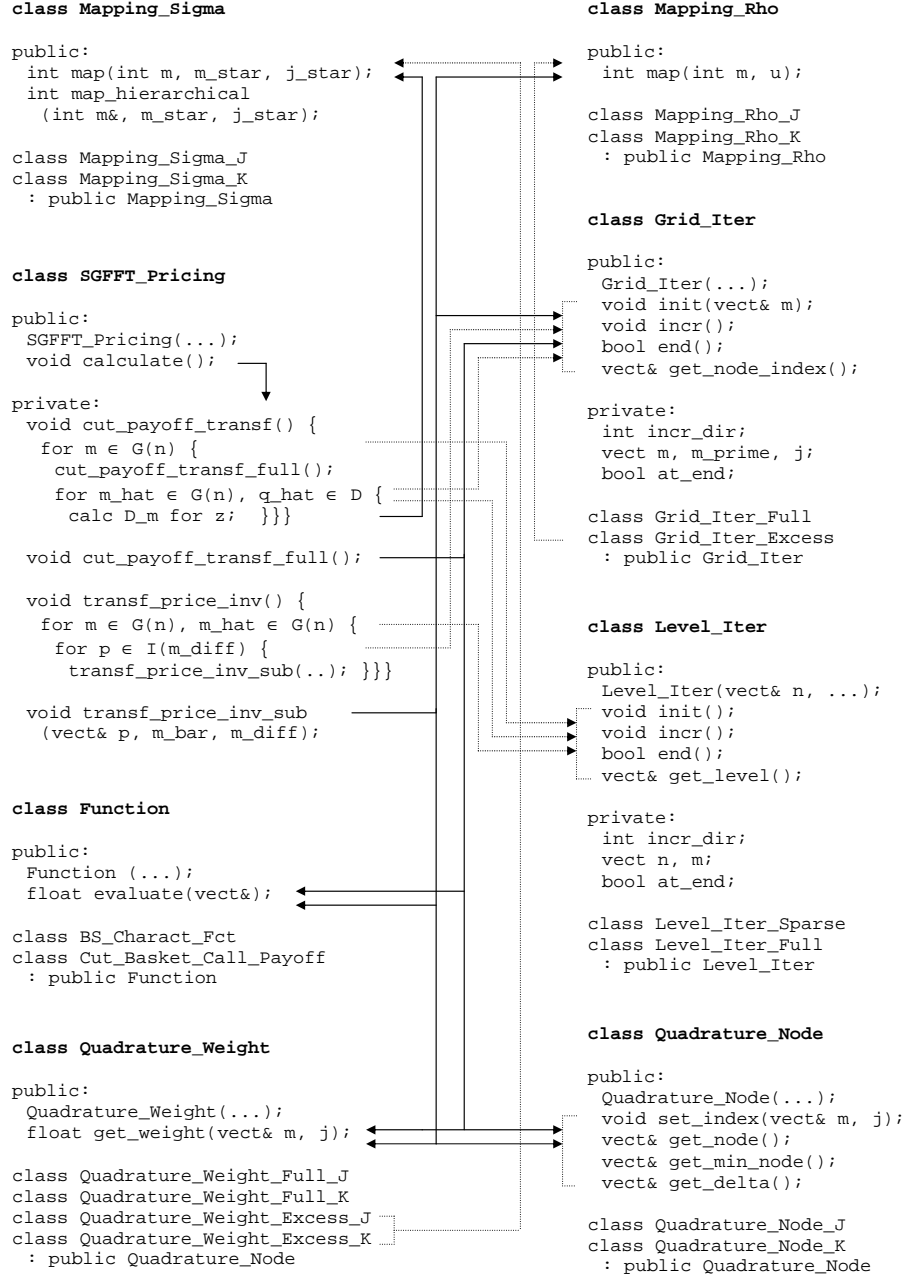 class Mapping_Sigma
public:
int map(int m, m_star, j_star);
int map_hierarchical
(int m&, m_star, j_star);
class Mapping_Sigma_J
class Mapping_Sigma_K
: public Mapping_Sigma
class SGFFT_Pricing
public:
SGFFT_Pricing(...);
void calculate();
private:
void cut_payoff_transf() {
for m ∈ G(n) {
cut_payoff_transf_full();
for m_hat ∈ G(n), q_hat ∈ D {
calc D_m for z; }}}
void cut_payoff_transf_full();
void transf_price_inv() {
for m ∈ G(n), m_hat ∈ G(n) {
for p ∈ I(m_diff) {
transf_price_inv_sub(..); }}}
void transf_price_inv_sub
(vect& p, m_bar, m_diff);
class Function
public:
Function (...);
float evaluate(vect&);
class BS_Charact_Fct
class Cut_Basket_Call_Payoff
: public Function
class Quadrature_Weight
public:
Quadrature_Weight(...);
float get_weight(vect& m, j);
class Quadrature_Weight_Full_J
class Quadrature_Weight_Full_K
class Quadrature_Weight_Excess_J
class Quadrature_Weight_Excess_K
: public Quadrature_Node
class Mapping_Rho
public:
int map(int m, u);
class Mapping_Rho_J
class Mapping_Rho_K
: public Mapping_Rho
class Grid_Iter
public:
Grid_Iter(...);
void init(vect& m);
void incr();
bool end();
vect& get_node_index();
private:
int incr_dir;
vect m, m_prime, j;
bool at_end;
class Grid_Iter_Full
class Grid_Iter_Excess
: public Grid_Iter
class Level_Iter
public:
Level_Iter(vect& n, ...);
void init();
void incr();
bool end();
vect& get_level();
private:
int incr_dir;
vect n, m;
bool at_end;
class Level_Iter_Sparse
class Level_Iter_Full
: public Level_Iter
class Quadrature_Node
public:
Quadrature_Node(...);
void set_index(vect& m, j);
vect& get_node();
vect& get_min_node();
vect& get_delta();
class Quadrature_Node_J
class Quadrature_Node_K
: public Quadrature_Node